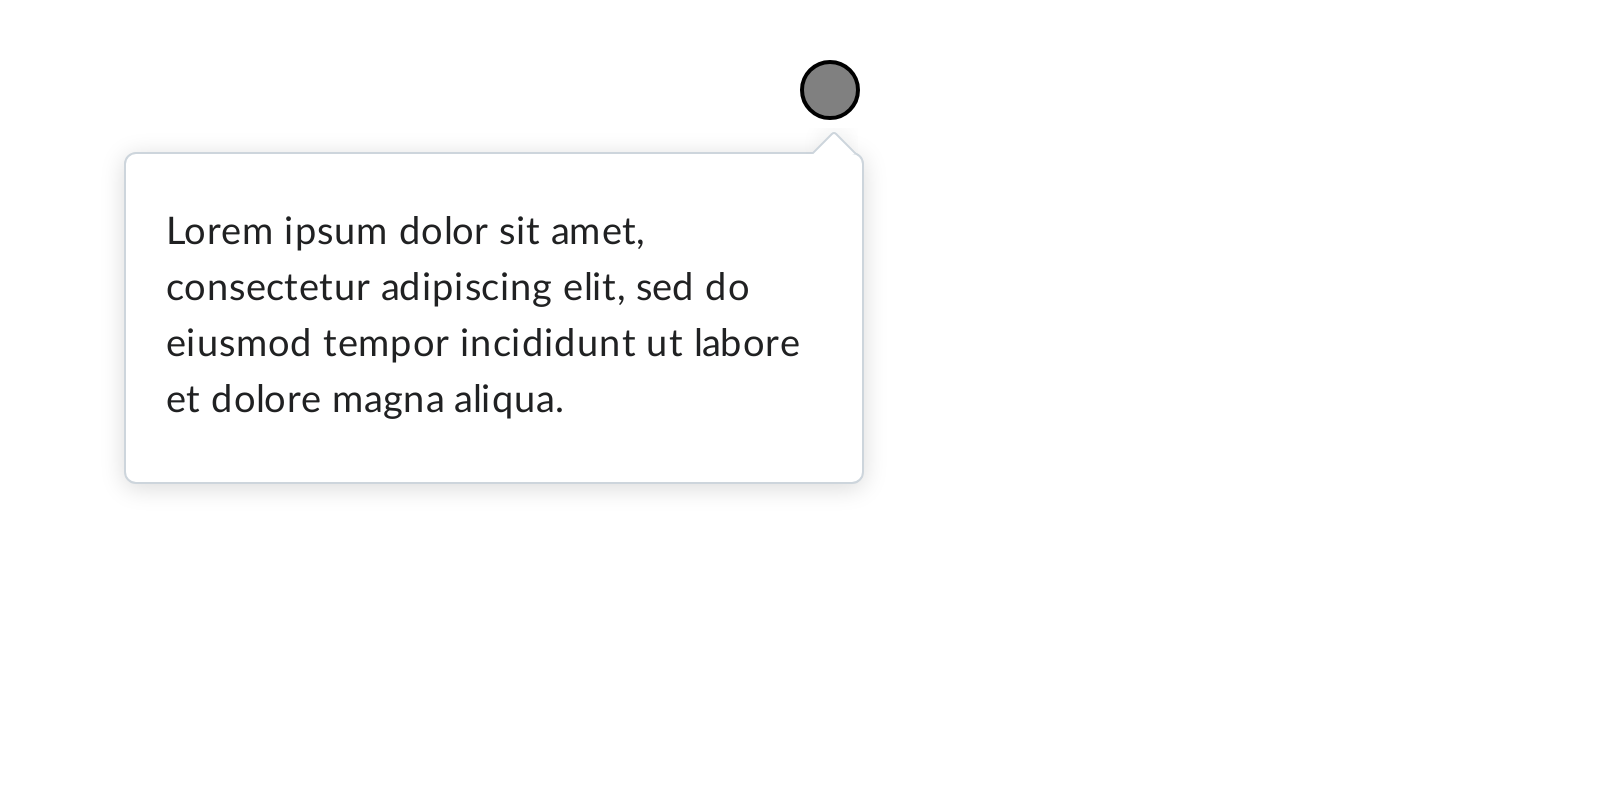 Lorem ipsum dolor sit amet,
consectetur adipiscing elit, sed do
eiusmod tempor incididunt ut labore
et dolore magna aliqua.